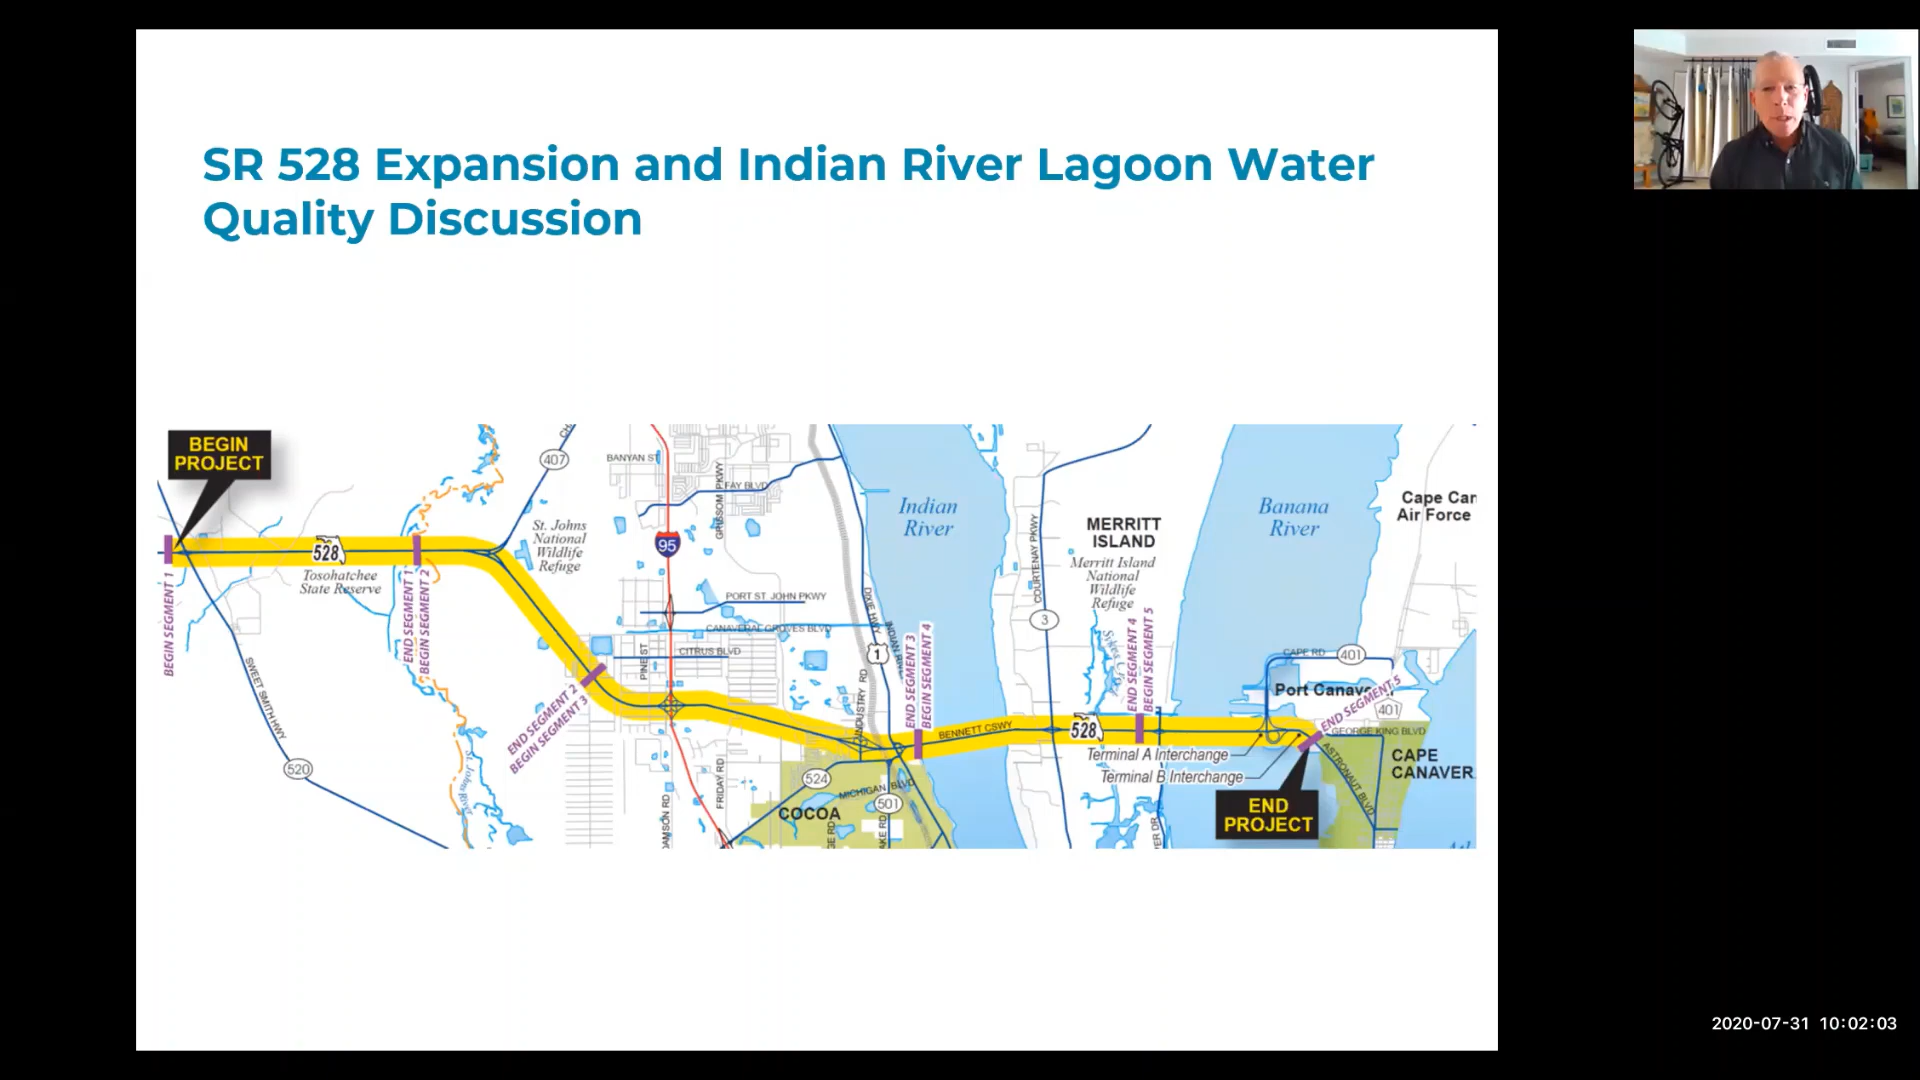 SR 528 Expansion and Indian River Lagoon Water
Quality Discussion
BEGIN
PROJECT
407
BANYAN ST
FAY BLVD
GRISSOM PKWY
Indian
River
Banana
River
Cape Car
Air Force
MERRITT
ISLAND
Merritt Island
National
Wildlife
Refuge
St. Johns
National
Wildlife
Refuge
95
528
Tosohatchee
State Reserve
COURTENAY PKWY
3
PORT ST. JOHN PKWY
CANAVERAL GROVES BLVD
CITRUS BLVD
PINE ST
DIXIE HWY
1
BEGIN SEGMENT 1
END SEGMENT 1
BEGIN SEGMENT 2
END SEGMENT 2
BEGIN SEGMENT 3
END SEGMENT 3
BEGIN SEGMENT 4
END SEGMENT 4
BEGIN SEGMENT 5
END SEGMENT 5
SWEET SMITH HWY
520
INDUSTRY RD
BENNETT CSWY
528
CAPE RD
401
401
GEORGE KING BLVD
ASTRONAUT BLVD
Terminal A Interchange
Terminal B Interchange
CAPE
CANAVER
END
PROJECT
524
MICHIGAN BLVD
501
COCOA
FRIDAY RD
2020-07-31 10:02:03